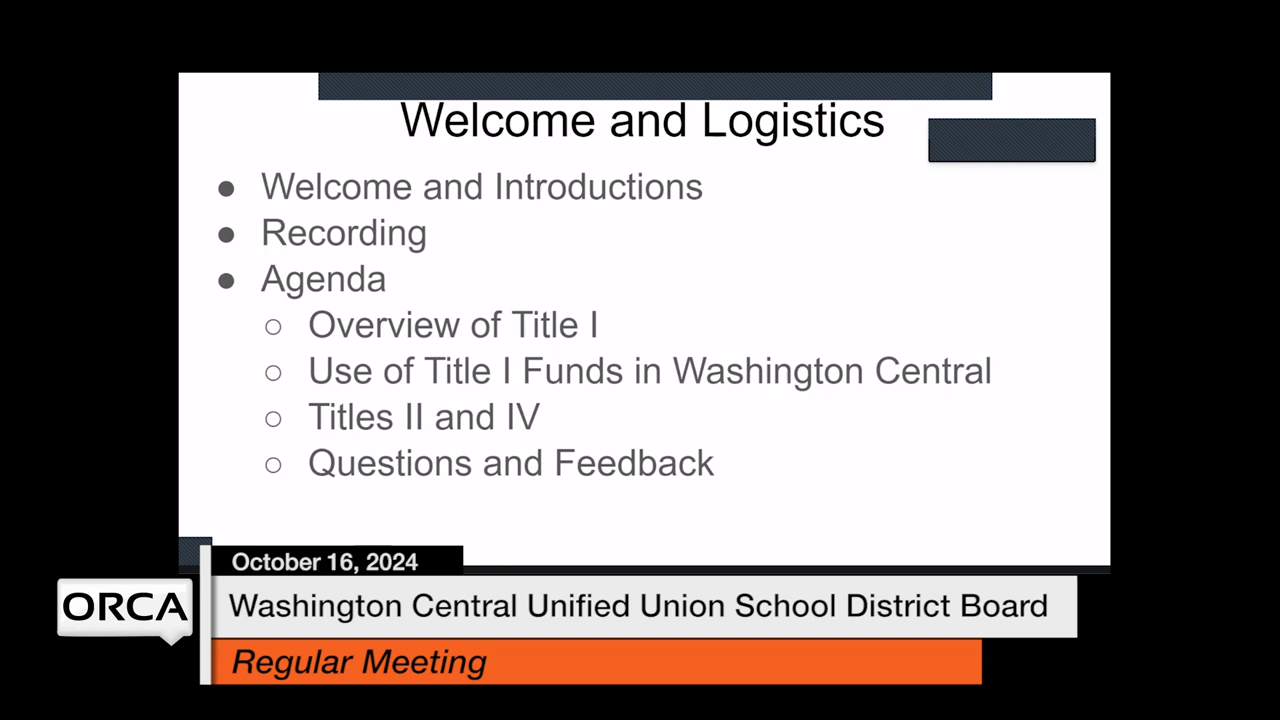 Welcome and Logistics
● Welcome and Introductions
● Recording
● Agenda
○ Overview of Title I
○ Use of Title I Funds in Washington Central
○ Titles II and IV
○ Questions and Feedback
October 16, 2024
ORCA
Washington Central Unified Union School District Board
Regular Meeting